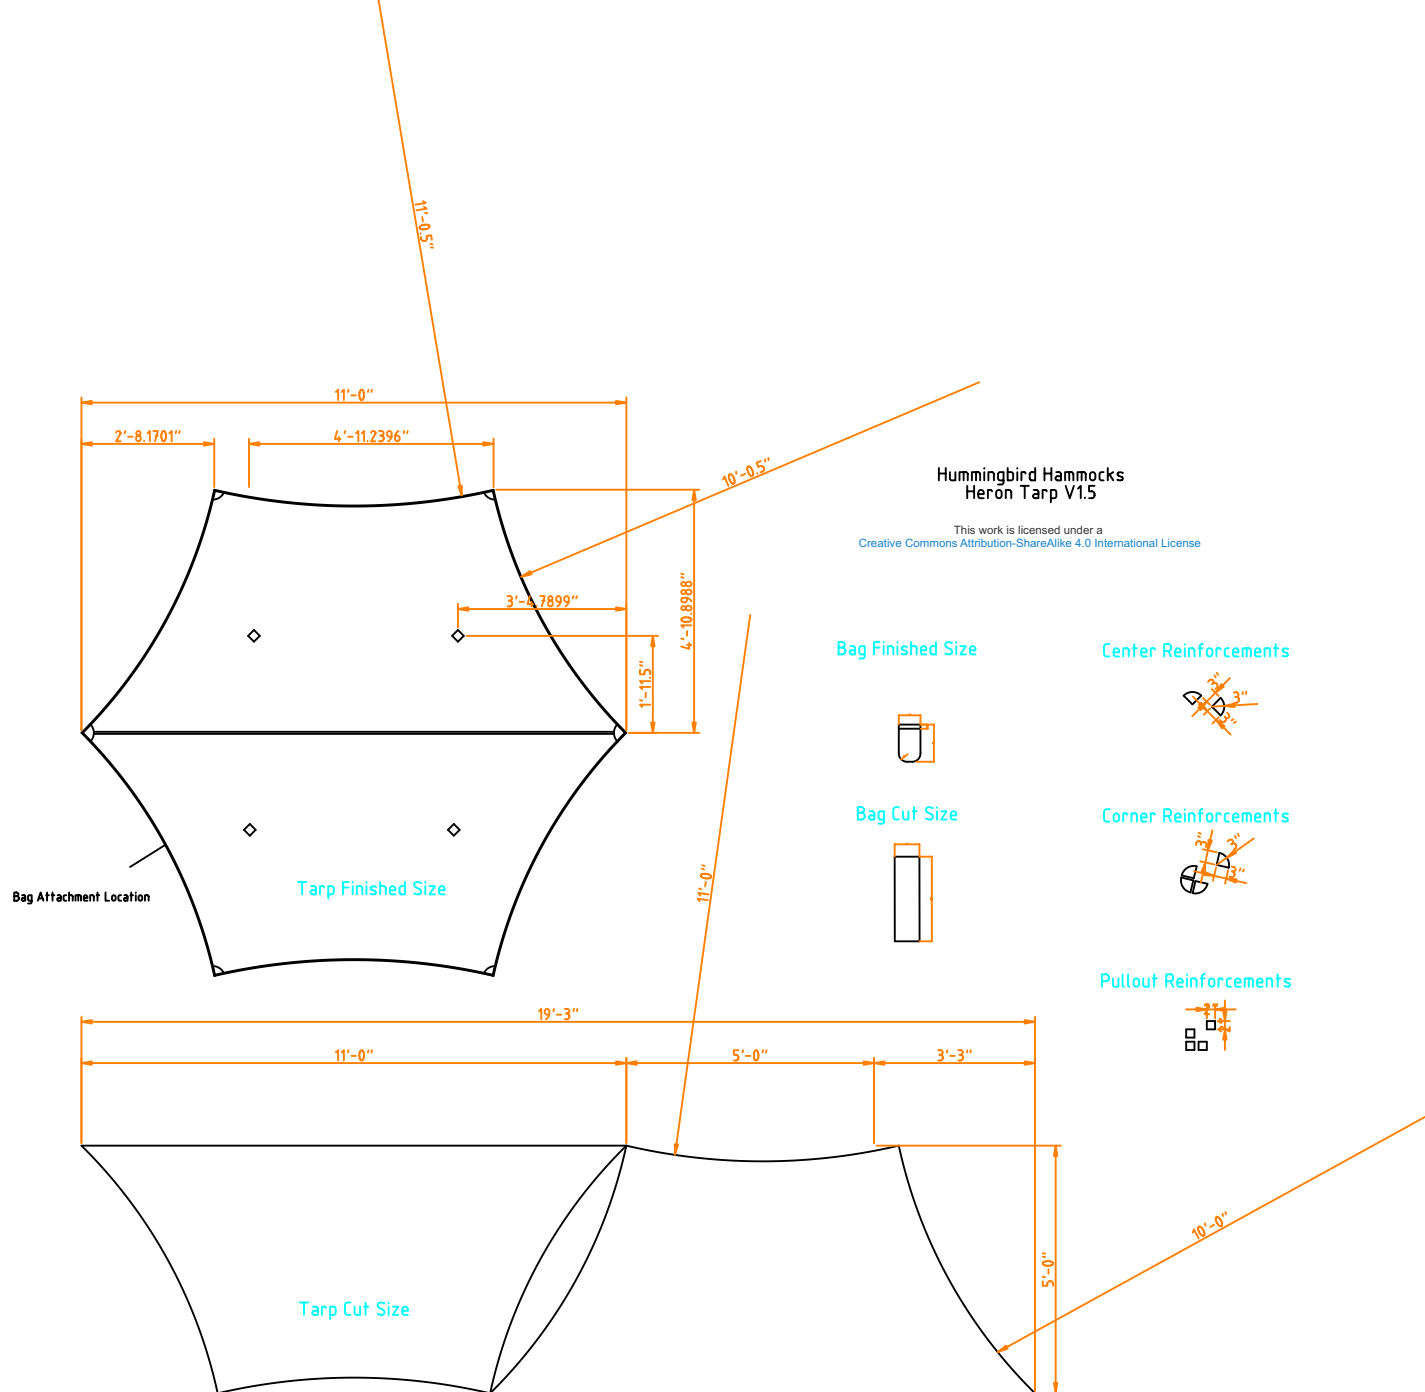 11'-0.5"
11'-0"
2'-8.1701"
4'-11.2396"
10'-0.5"
Hummingbird Hammocks
Heron Tarp V1.5
This work is licensed under a
Creative Commons Attribution-ShareAlike 4.0 International License
3'-4.7899"
4'-10.8988"
1'-11.5"
Bag Finished Size
Center Reinforcements
3"
3"
3"
Bag Cut Size
Corner Reinforcements
3"
3"
3"
11'-0"
Tarp Finished Size
Bag Attachment Location
Pullout Reinforcements
2"
2"
19'-3"
11'-0"
5'-0"
3'-3"
10'-0"
5'-0"
Tarp Cut Size